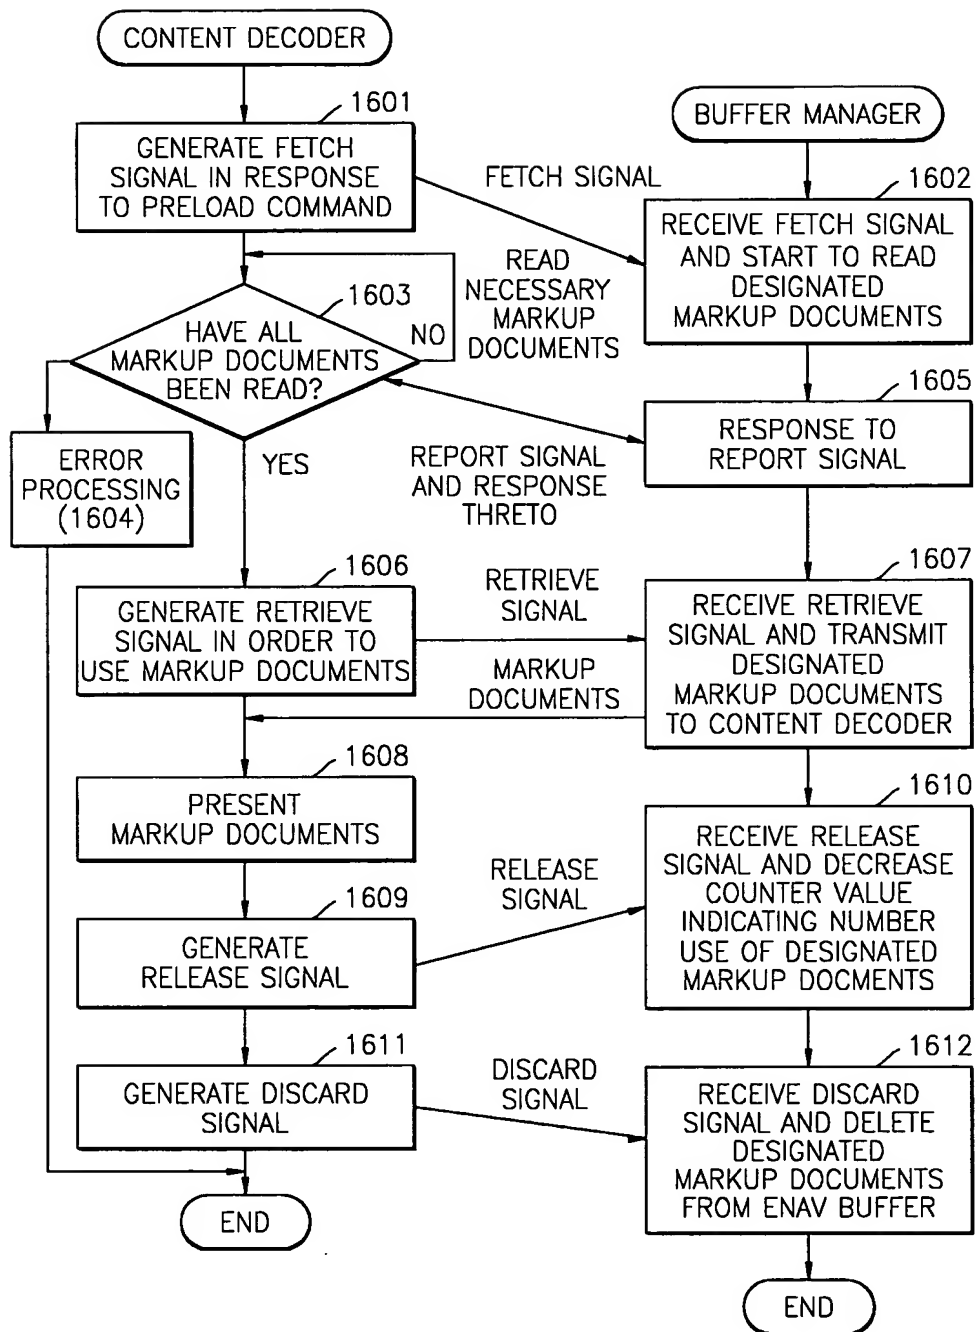 CONTENT DECODER
1601
GENERATE FETCH
SIGNAL IN RESPONSE
TO PRELOAD COMMAND
BUFFER MANAGER
FETCH SIGNAL
1602
RECEIVE FETCH SIGNAL
AND START TO READ
DESIGNATED
MARKUP DOCUMENTS
READ
NECESSARY
MARKUP
DOCUMENTS
1603
HAVE ALL
MARKUP DOCUMENTS
BEEN READ?
NO
YES
ERROR
PROCESSING
(1604)
1605
RESPONSE TO
REPORT SIGNAL
REPORT SIGNAL
AND RESPONSE
THRETO
1606
GENERATE RETRIEVE
SIGNAL IN ORDER TO
USE MARKUP DOCUMENTS
RETRIEVE
SIGNAL
1607
RECEIVE RETRIEVE
SIGNAL AND TRANSMIT
DESIGNATED
MARKUP DOCUMENTS
TO CONTENT DECODER
MARKUP
DOCUMENTS
1608
PRESENT
MARKUP DOCUMENTS
1609
GENERATE
RELEASE SIGNAL
RELEASE
SIGNAL
1610
RECEIVE RELEASE
SIGNAL AND DECREASE
COUNTER VALUE
INDICATING NUMBER
USE OF DESIGNATED
MARKUP DOCMENTS
1611
GENERATE DISCARD
SIGNAL
DISCARD
SIGNAL
1612
RECEIVE DISCARD
SIGNAL AND DELETE
DESIGNATED
MARKUP DOCUMENTS
FROM ENAV BUFFER
END
END